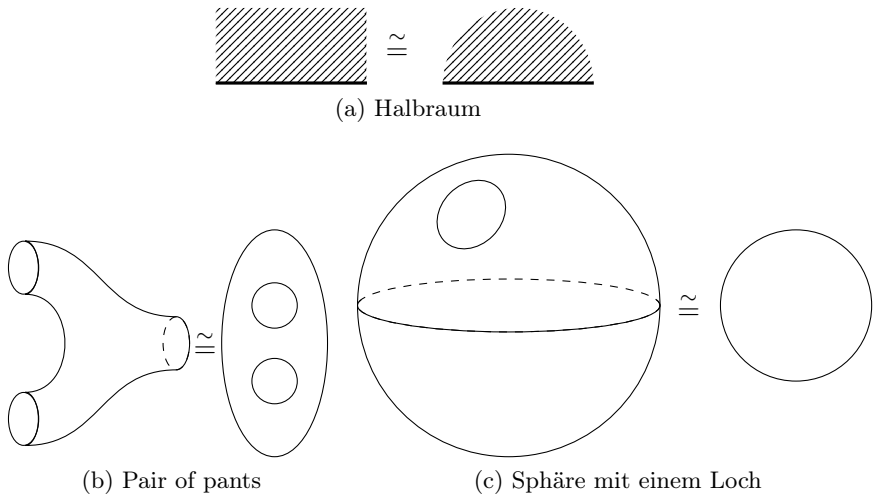 ≅
(a) Halbraum
≅
≅
(b) Pair of pants
(c) Sphäre mit einem Loch